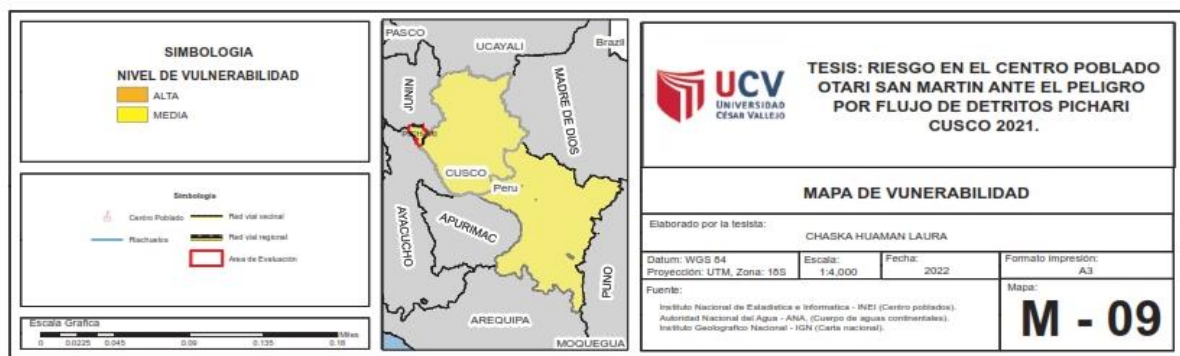 SIMBOLOGIA
NIVEL DE VULNERABILIDAD
ALTA
MEDIA
Simbología
Centro Poblado
Red vial vecinal
Riachuelos
Red vial regional
Area de Evaluación
Escala Grafica
Miles
0 0.0225 0.045 0.09 0.135 0.18
PASCO
UCAYALI
Brazil
JUNIN
MADRE DE DIOS
CUSCO
Peru
AYACUCHO
APURIMAC
PUNO
AREQUIPA
MOQUEGUA
UCV
UNIVERSIDAD
CÉSAR VALLEJO
TESIS: RIESGO EN EL CENTRO POBLADO
OTARI SAN MARTIN ANTE EL PELIGRO
POR FLUJO DE DETRITOS PICHARI
CUSCO 2021.
MAPA DE VUNERABILIDAD
Elaborado por la tesista:
CHASKA HUAMAN LAURA
Datum: WGS 84
Proyección: UTM, Zona: 18S
Escala:
1:4,000
Fecha:
2022
Formato Impresión:
A3
Fuente:
Instituto Nacional de Estadistica e Informatica - INEI (Centro poblados).
Autoridad Nacional del Agua - ANA. (Cuerpo de aguas continentales).
Instituto Geolografico Nacional - IGN (Carta nacional).
Mapa:
M - 09